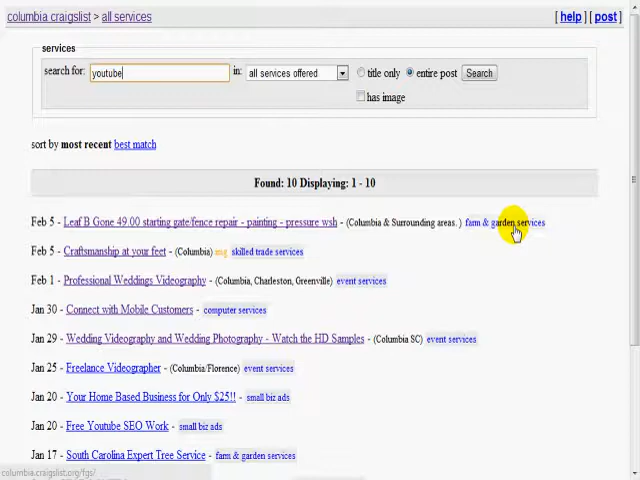 columbia craigslist > all services [ help ] [ post ]
services
search for: youtube in: all services offered title only entire post Search
has image
sort by most recent best match
Found: 10 Displaying: 1 - 10
Feb 5 - Leaf B Gone 49.00 starting gate/fence repair - painting - pressure wsh - (Columbia & Surrounding areas. ) farm & garden services
Feb 5 - Craftsmanship at your feet - (Columbia) img skilled trade services
Feb 1 - Professional Weddings Videography - (Columbia, Charleston, Greenville) event services
Jan 30 - Connect with Mobile Customers - computer services
Jan 29 - Wedding Videography and Wedding Photography - Watch the HD Samples - (Columbia SC) event services
Jan 25 - Freelance Videographer - (Columbia/Florence) event services
Jan 20 - Your Home Based Business for Only $25!! - small biz ads
Jan 20 - Free Youtube SEO Work - small biz ads
Jan 17 - South Carolina Expert Tree Service - farm & garden services
columbia.craigslist.org/fgs/